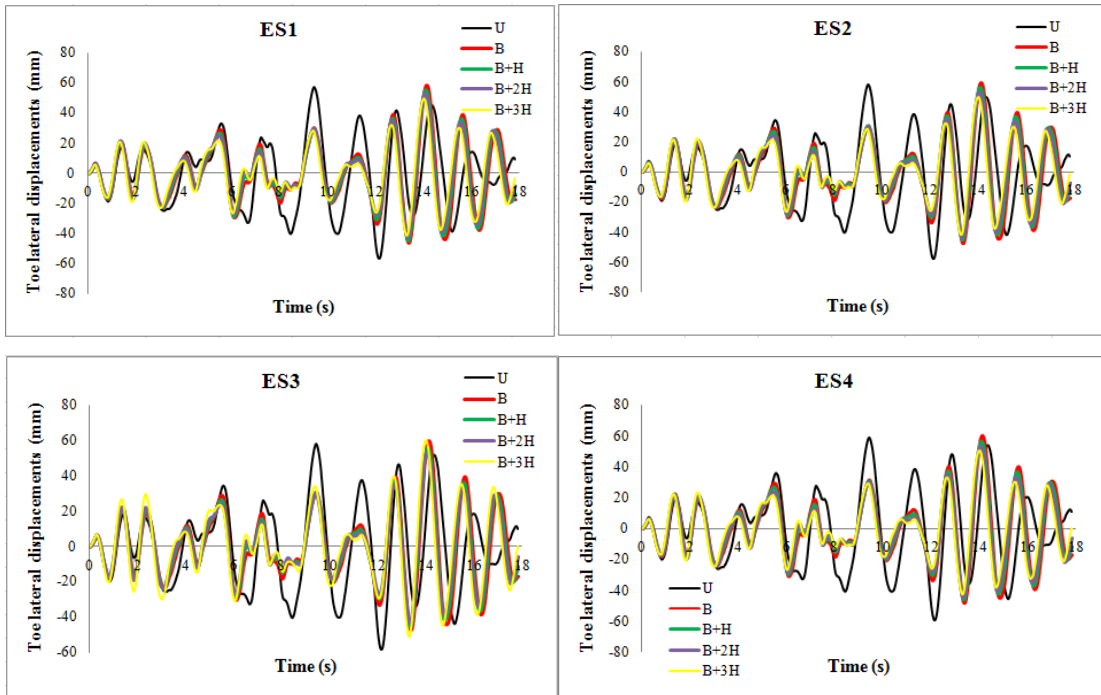 ES1
U
B
B+H
B+2H
B+3H
Toe lateral displacements (mm)
80
60
40
20
0
-20
-40
-60
-80
0 2 4 6 8 10 12 14 16 18
Time (s)
ES2
U
B
B+H
B+2H
B+3H
Toe lateral displacements (mm)
80
60
40
20
0
-20
-40
-60
-80
0 2 4 6 8 10 12 14 16 18
Time (s)
ES3
U
B
B+H
B+2H
B+3H
Toe lateral displacements (mm)
80
60
40
20
0
-20
-40
-60
0 2 4 6 8 10 12 14 16 18
Time (s)
ES4
Toe lateral displacements (mm)
80
60
40
20
0
-20
-40
-60
-80
0 2 4 6 8 10 12 14 16 18
U
B
B+H
B+2H
B+3H
Time (s)